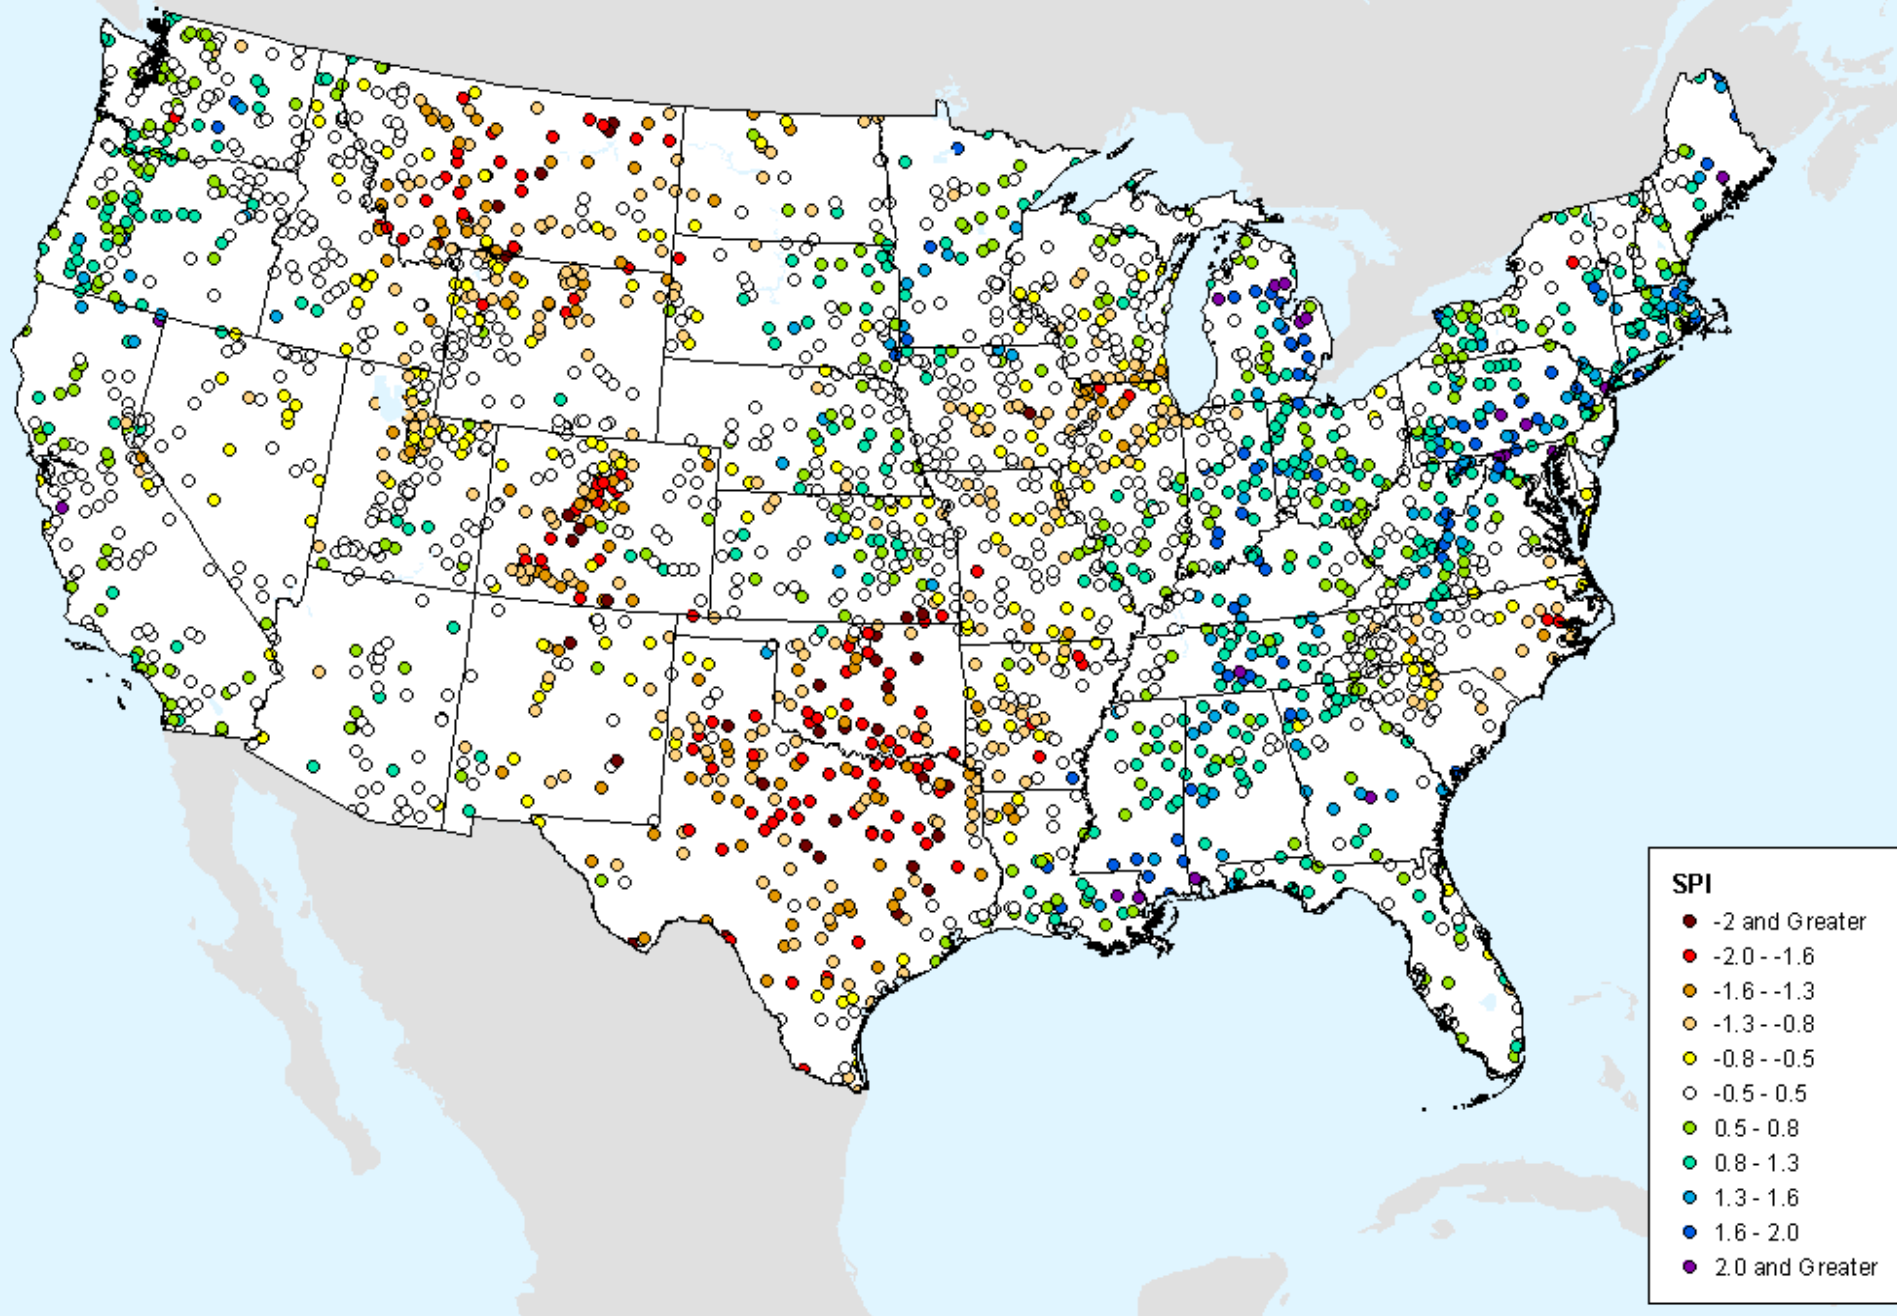 SPI
-2 and Greater
-2.0 - -1.6
-1.6 - -1.3
-1.3 - -0.8
-0.8 - -0.5
-0.5 - 0.5
0.5 - 0.8
0.8 - 1.3
1.3 - 1.6
1.6 - 2.0
2.0 and Greater